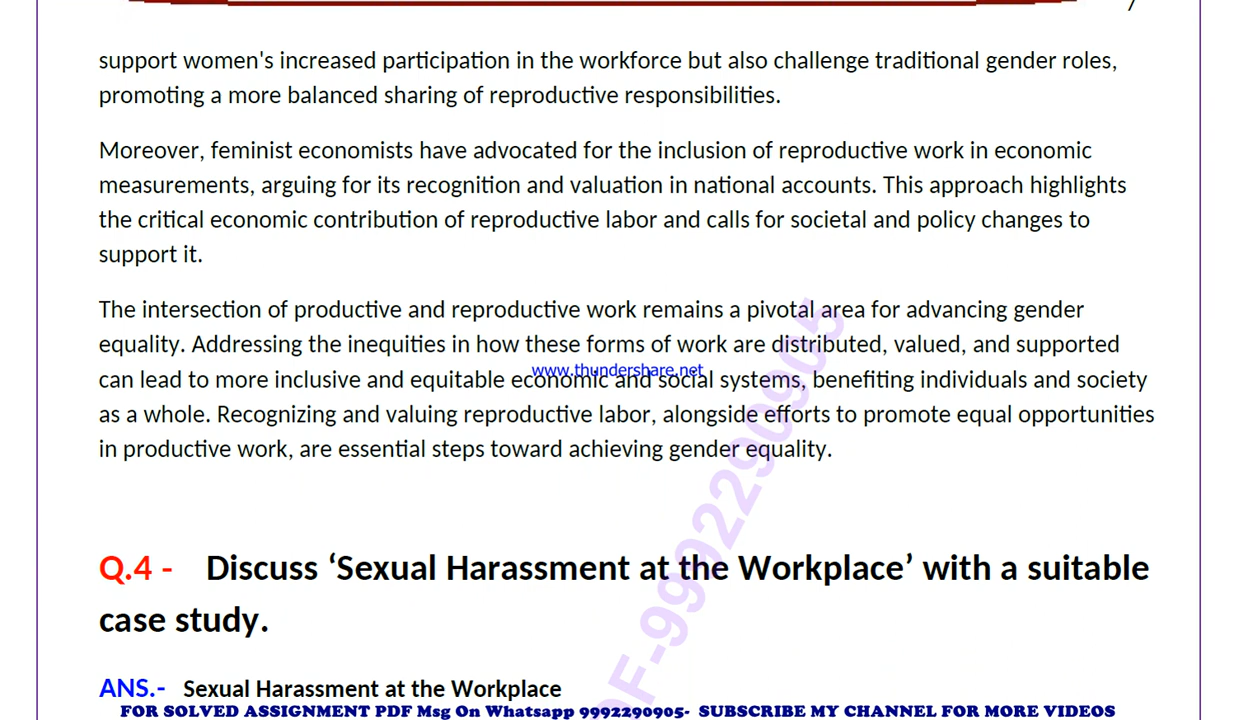 support women's increased participation in the workforce but also challenge traditional gender roles,
promoting a more balanced sharing of reproductive responsibilities.
Moreover, feminist economists have advocated for the inclusion of reproductive work in economic
measurements, arguing for its recognition and valuation in national accounts. This approach highlights
the critical economic contribution of reproductive labor and calls for societal and policy changes to
support it.
The intersection of productive and reproductive work remains a pivotal area for advancing gender
equality. Addressing the inequities in how these forms of work are distributed, valued, and supported
www.thundershare.net
can lead to more inclusive and equitable economic and social systems, benefiting individuals and society
as a whole. Recognizing and valuing reproductive labor, alongside efforts to promote equal opportunities
in productive work, are essential steps toward achieving gender equality.
DF-9992290905
Q.4 - Discuss ‘Sexual Harassment at the Workplace’ with a suitable
case study.
ANS.- Sexual Harassment at the Workplace
FOR SOLVED ASSIGNMENT PDF Msg On Whatsapp 9992290905- SUBSCRIBE MY CHANNEL FOR MORE VIDEOS